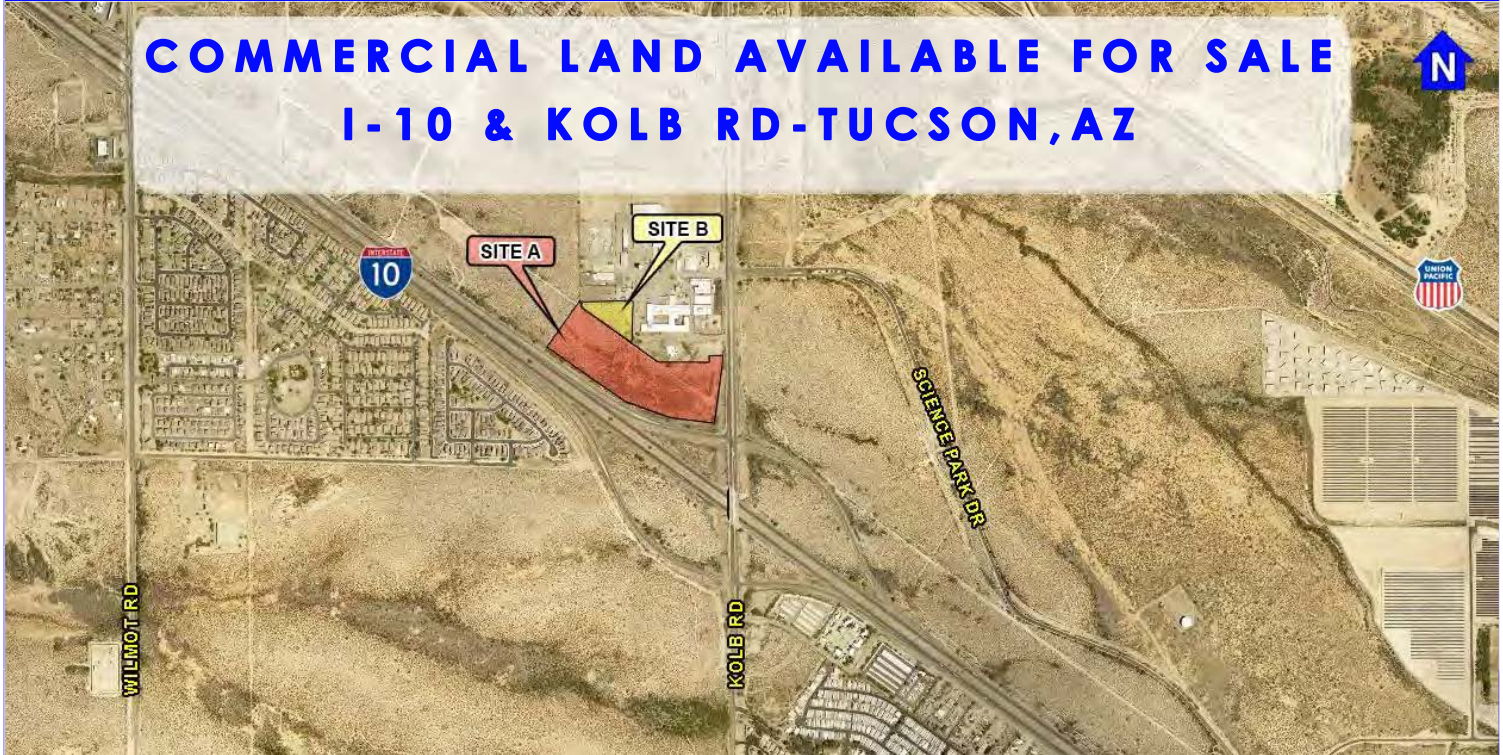 COMMERCIAL LAND AVAILABLE FOR SALE
I-10 & KOLB RD-TUCSON,AZ
N
SITE B
SITE A
INTERSTATE
10
UNION
PACIFIC
SCIENCE PARK DR
WILMOT RD
KOLB RD